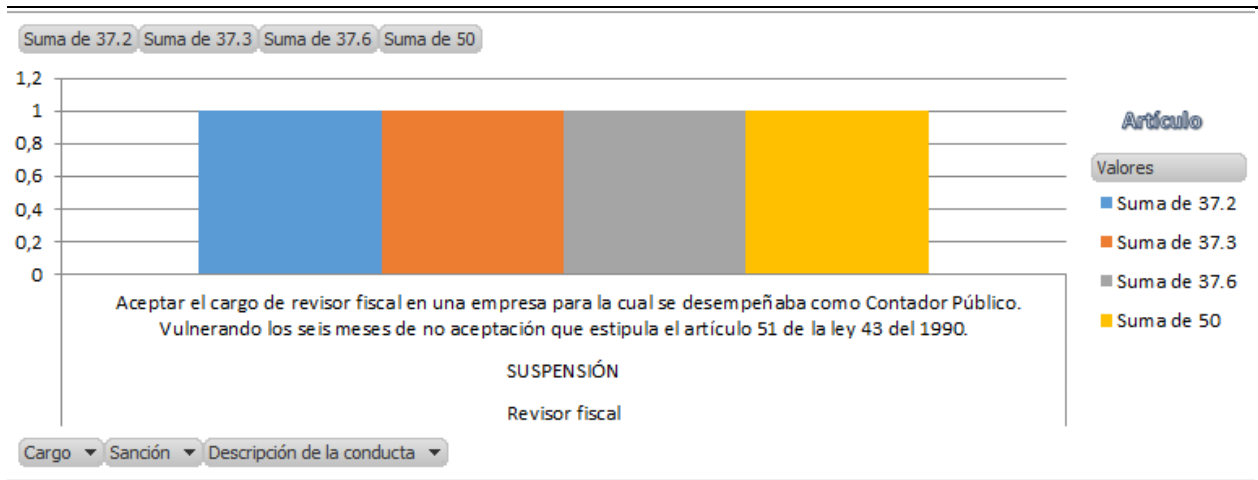 Suma de 37.2 Suma de 37.3 Suma de 37.6 Suma de 50
1,2
1
0,8
0,6
0,4
0,2
0
Artículo
Valores
Suma de 37.2
Suma de 37.3
Suma de 37.6
Suma de 50
Aceptar el cargo de revisor fiscal en una empresa para la cual se desempeñaba como Contador Público.
Vulnerando los seis meses de no aceptación que estipula el artículo 51 de la ley 43 del 1990.
SUSPENSIÓN
Revisor fiscal
Cargo Sanción Descripción de la conducta